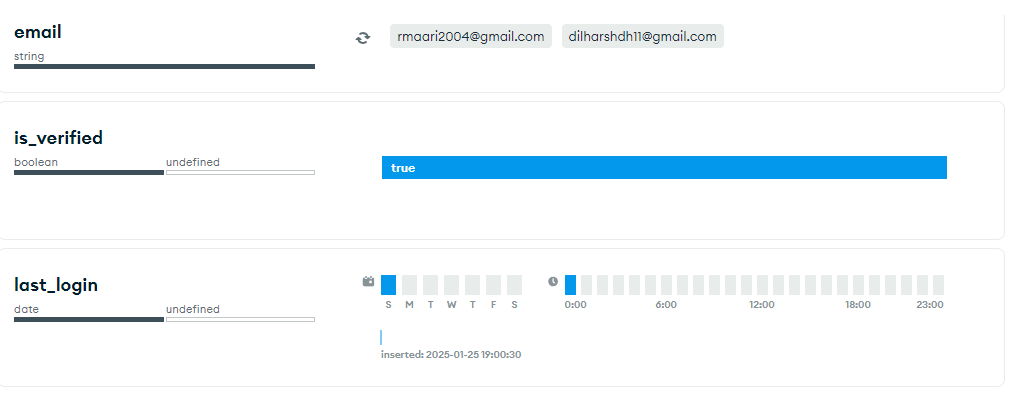 email
string
rmaari2004@gmail.com dilharshdh11@gmail.com
is_verified
boolean undefined
true
last_login
date undefined
S M T W T F S
0:00 6:00 12:00 18:00 23:00
inserted: 2025-01-25 19:00:30